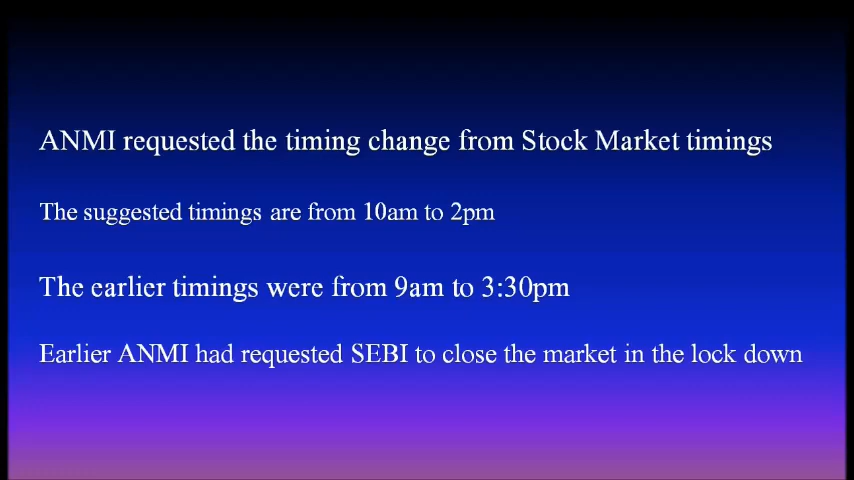 ANMI requested the timing change from Stock Market timings
The suggested timings are from 10am to 2pm
The earlier timings were from 9am to 3:30pm
Earlier ANMI had requested SEBI to close the market in the lock down